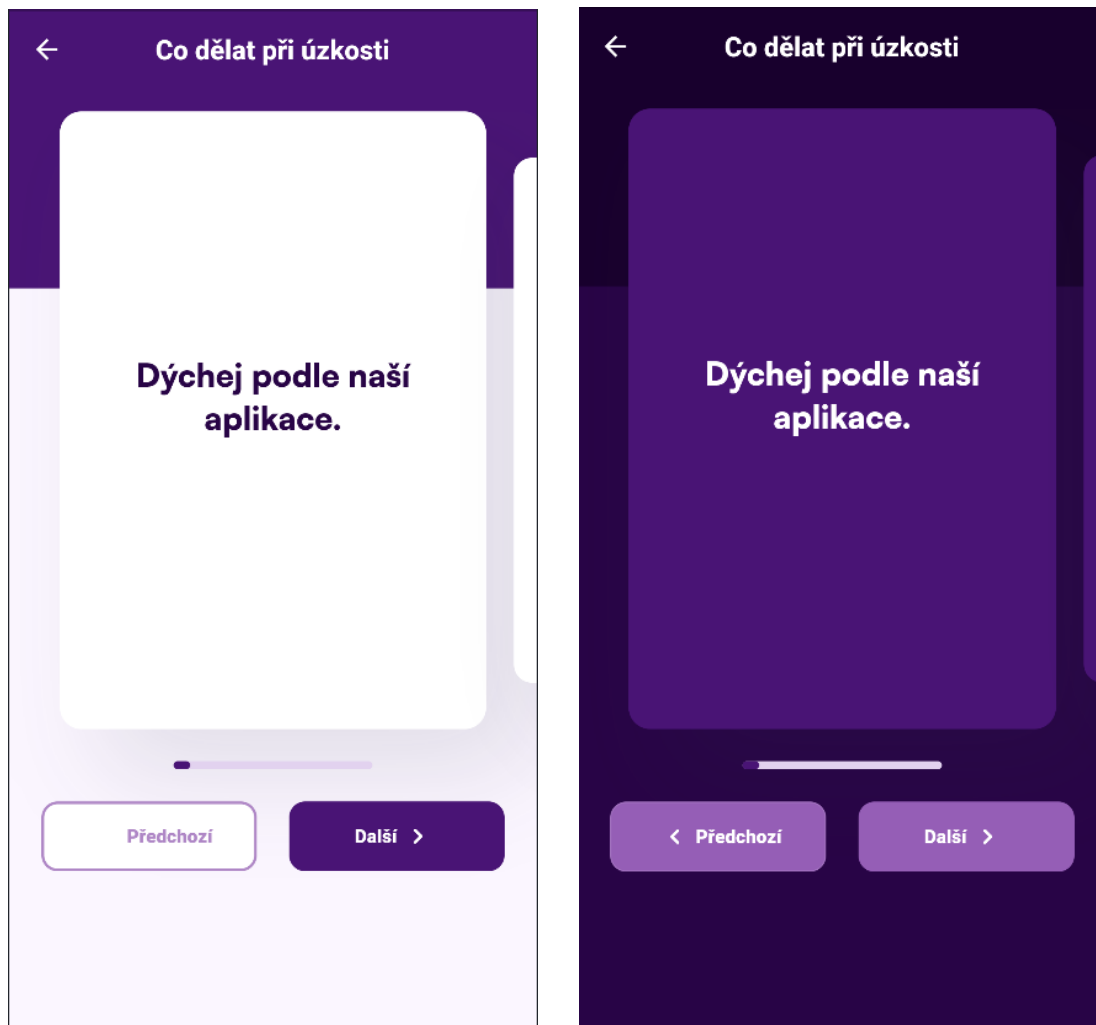 Co dělat při úzkosti
Dýchej podle naší
aplikace.
Předchozí
Další
Co dělat při úzkosti
Dýchej podle naší
aplikace.
Předchozí
Další